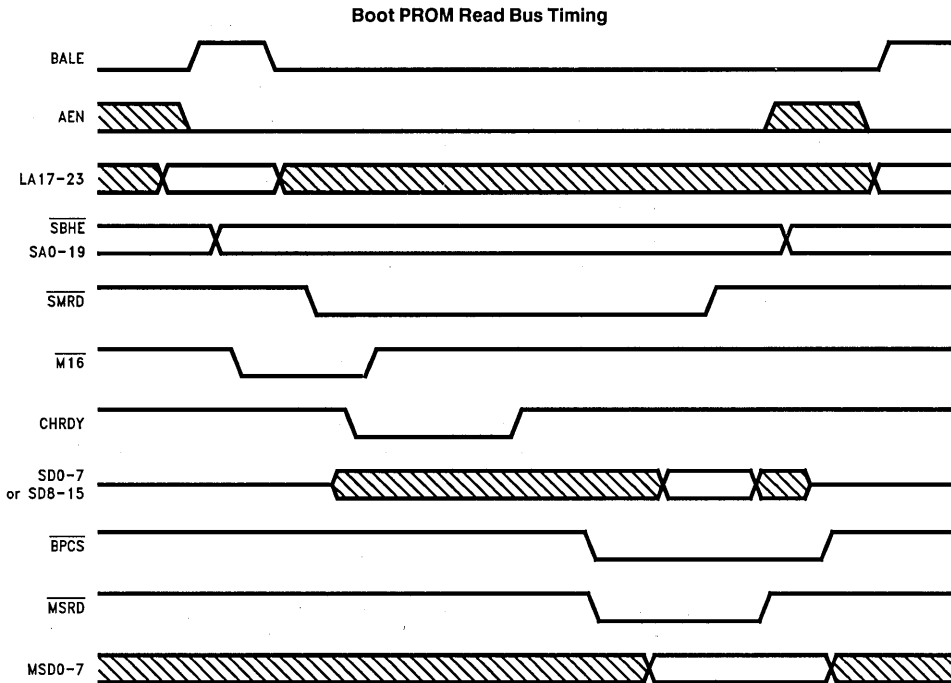 Boot PROM Read Bus Timing
BALE
AEN
LA17-23
SBHE
SA0-19
SMRD
M16
CHRDY
SD0-7
or SD8-15
BPCS
MSRD
MSD0-7